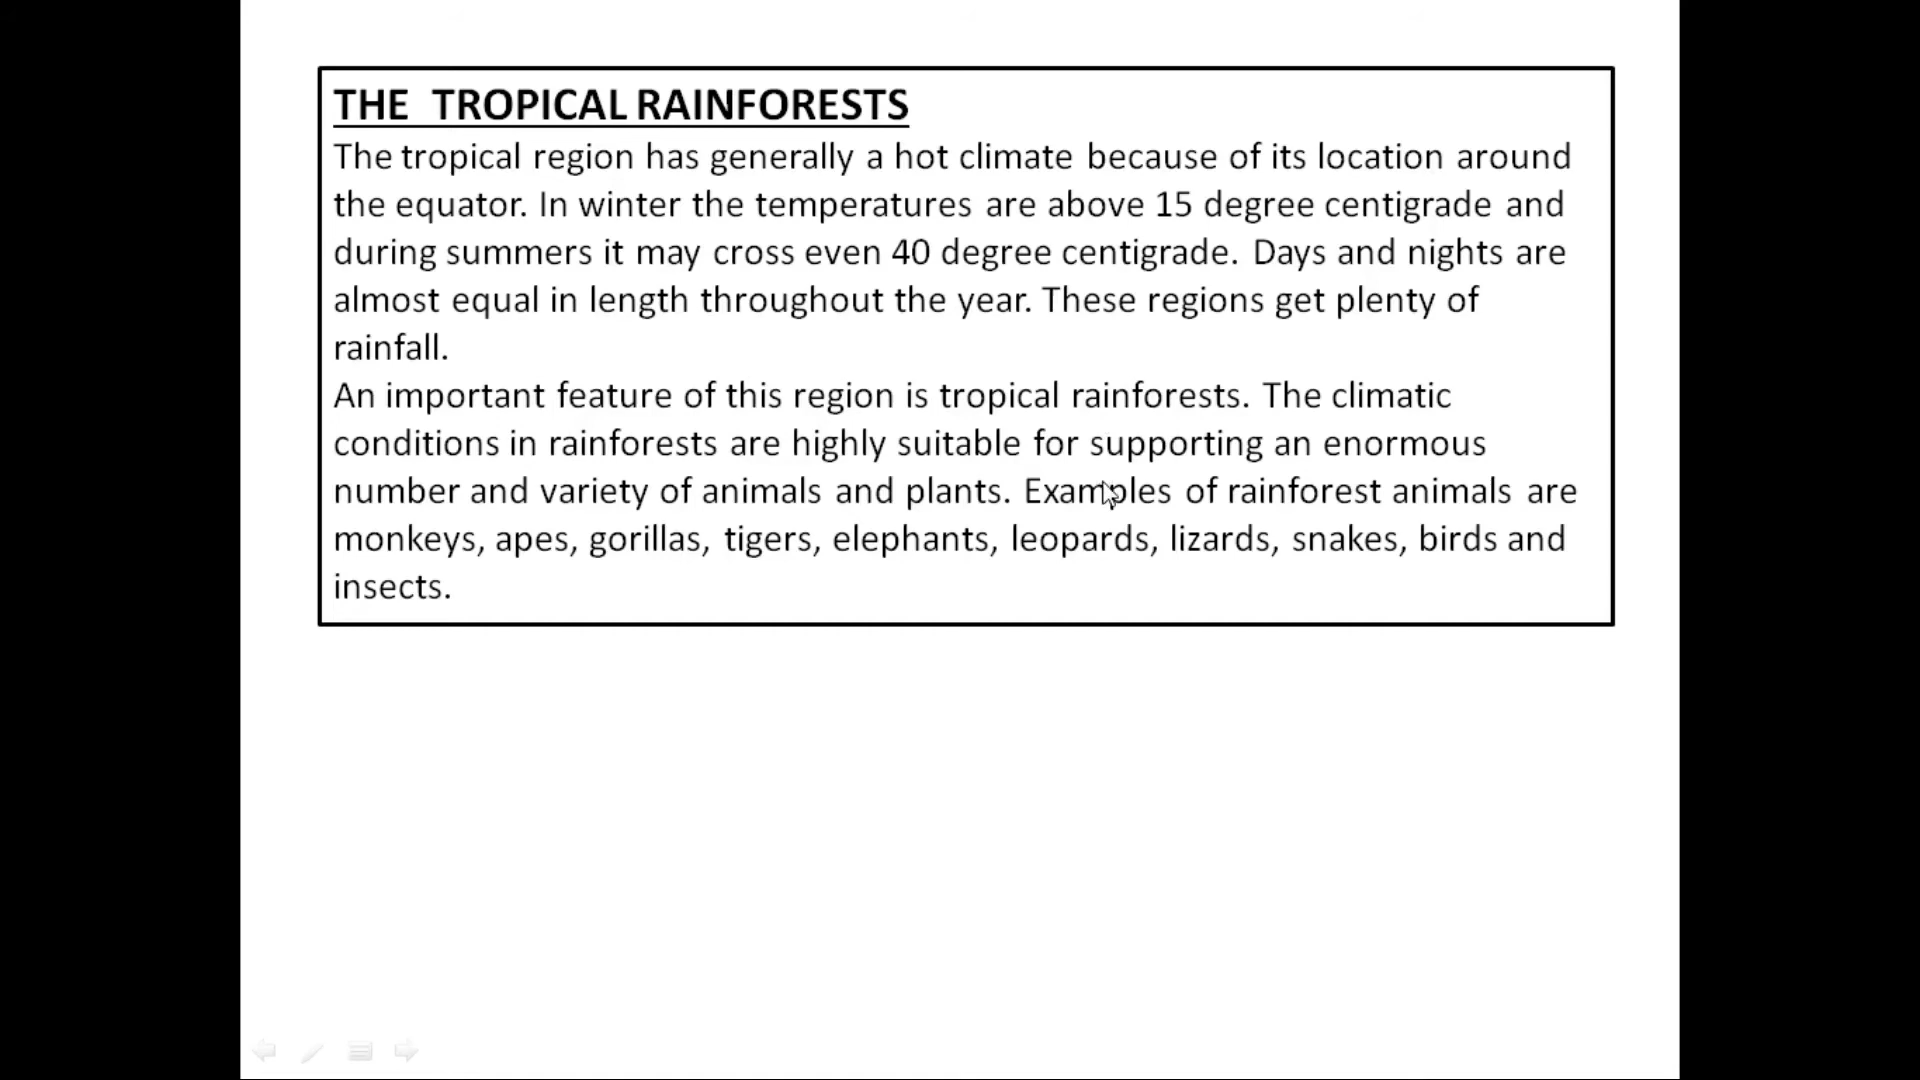 THE TROPICAL RAINFORESTS
The tropical region has generally a hot climate because of its location around
the equator. In winter the temperatures are above 15 degree centigrade and
during summers it may cross even 40 degree centigrade. Days and nights are
almost equal in length throughout the year. These regions get plenty of
rainfall.
An important feature of this region is tropical rainforests. The climatic
conditions in rainforests are highly suitable for supporting an enormous
number and variety of animals and plants. Examples of rainforest animals are
monkeys, apes, gorillas, tigers, elephants, leopards, lizards, snakes, birds and
insects.